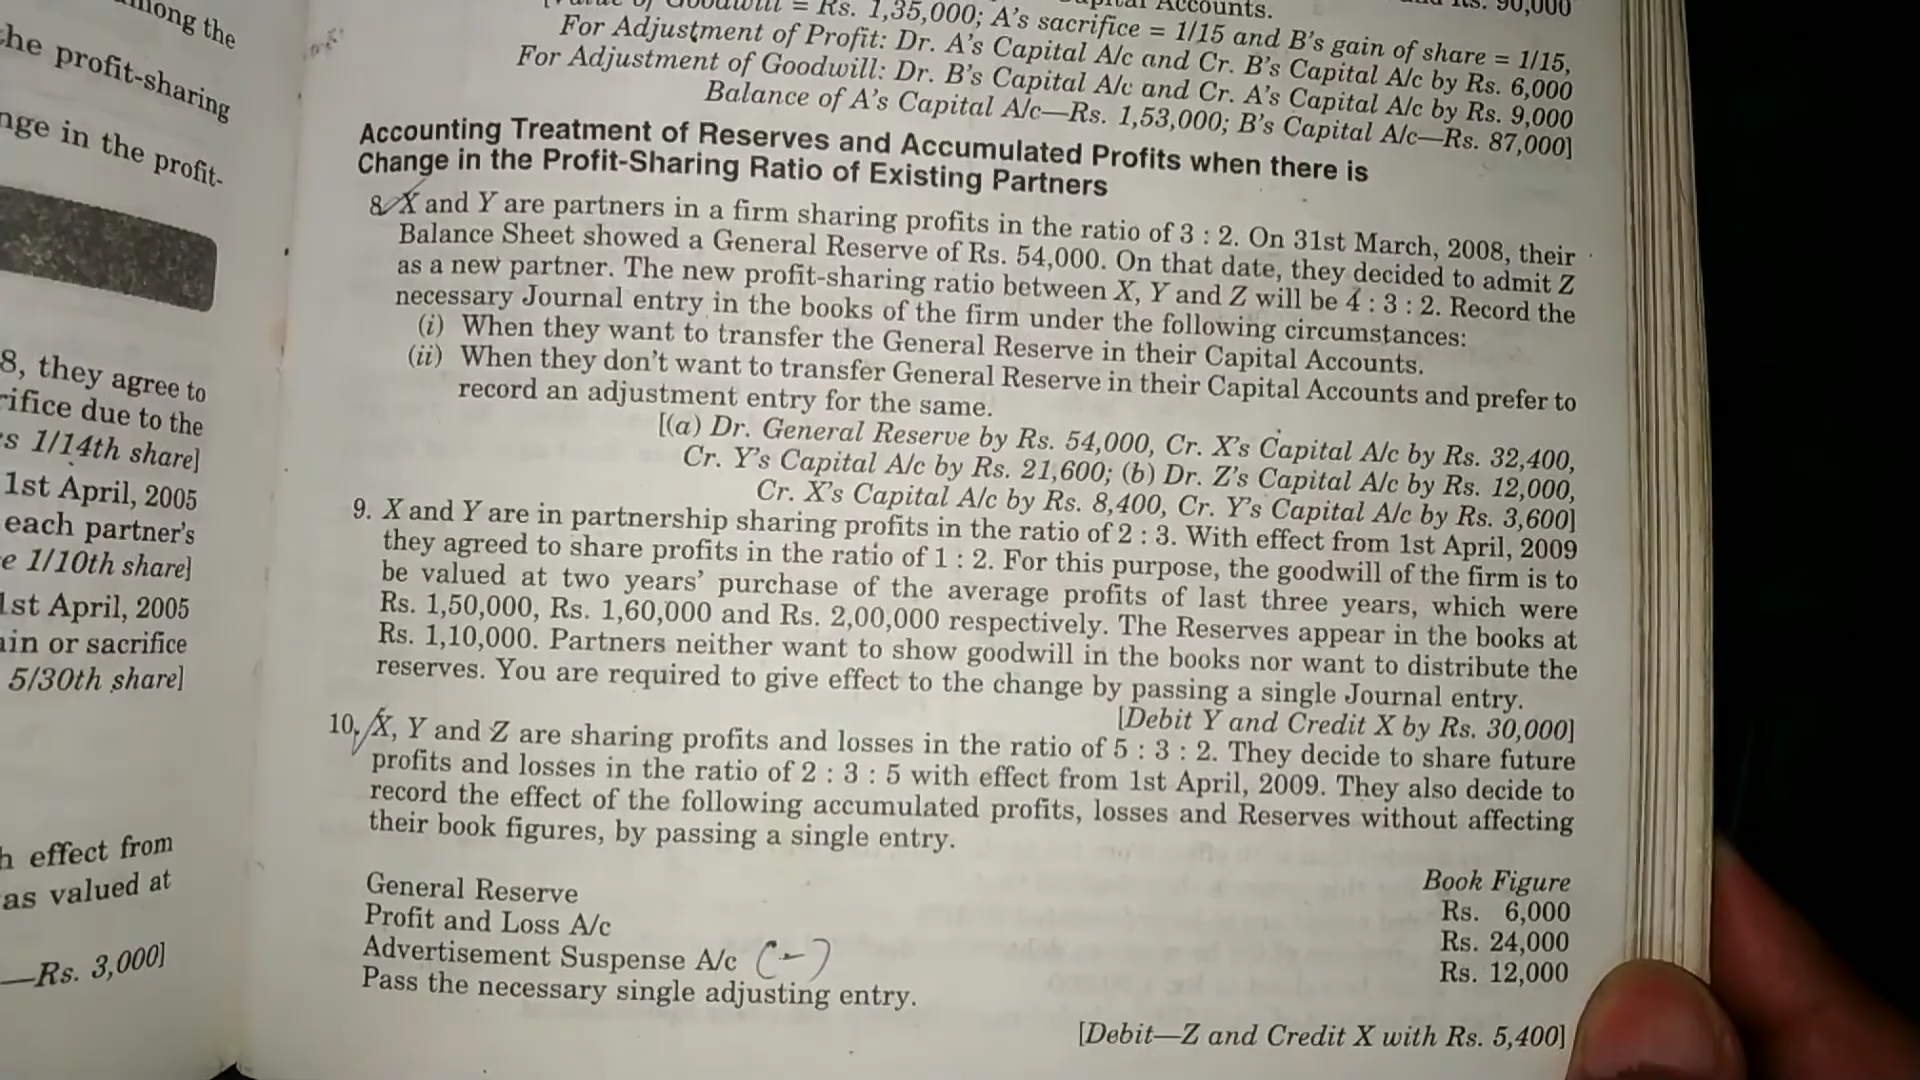 among the
he profit-sharing
nge in the profit-
8, they agree to
rifice due to the
s 1/14th share]
1st April, 2005
each partner's
e 1/10th share]
1st April, 2005
ain or sacrifice
5/30th share]
h effect from
as valued at
—Rs. 3,000]
Goodwill = Rs. 1,35,000; A's sacrifice = 1/15 and B's gain of share = 1/15,
For Adjustment of Profit: Dr. A's Capital A/c and Cr. B's Capital A/c by Rs. 6,000
For Adjustment of Goodwill: Dr. B's Capital A/c and Cr. A's Capital A/c by Rs. 9,000
Balance of A's Capital A/c—Rs. 1,53,000; B's Capital A/c—Rs. 87,000]
Accounting Treatment of Reserves and Accumulated Profits when there is
Change in the Profit-Sharing Ratio of Existing Partners
8. X and Y are partners in a firm sharing profits in the ratio of 3 : 2. On 31st March, 2008, their
Balance Sheet showed a General Reserve of Rs. 54,000. On that date, they decided to admit Z
as a new partner. The new profit-sharing ratio between X, Y and Z will be 4 : 3 : 2. Record the
necessary Journal entry in the books of the firm under the following circumstances:
(i) When they want to transfer the General Reserve in their Capital Accounts.
(ii) When they don't want to transfer General Reserve in their Capital Accounts and prefer to
record an adjustment entry for the same.
[(a) Dr. General Reserve by Rs. 54,000, Cr. X's Capital A/c by Rs. 32,400,
Cr. Y's Capital A/c by Rs. 21,600; (b) Dr. Z's Capital A/c by Rs. 12,000,
Cr. X's Capital A/c by Rs. 8,400, Cr. Y's Capital A/c by Rs. 3,600]
9. X and Y are in partnership sharing profits in the ratio of 2 : 3. With effect from 1st April, 2009
they agreed to share profits in the ratio of 1 : 2. For this purpose, the goodwill of the firm is to
be valued at two years' purchase of the average profits of last three years, which were
Rs. 1,50,000, Rs. 1,60,000 and Rs. 2,00,000 respectively. The Reserves appear in the books at
Rs. 1,10,000. Partners neither want to show goodwill in the books nor want to distribute the
reserves. You are required to give effect to the change by passing a single Journal entry.
[Debit Y and Credit X by Rs. 30,000]
10. X, Y and Z are sharing profits and losses in the ratio of 5 : 3 : 2. They decide to share future
profits and losses in the ratio of 2 : 3 : 5 with effect from 1st April, 2009. They also decide to
record the effect of the following accumulated profits, losses and Reserves without affecting
their book figures, by passing a single entry.
Book Figure
General Reserve Rs. 6,000
Profit and Loss A/c Rs. 24,000
Advertisement Suspense A/c (-) Rs. 12,000
Pass the necessary single adjusting entry.
[Debit—Z and Credit X with Rs. 5,400]